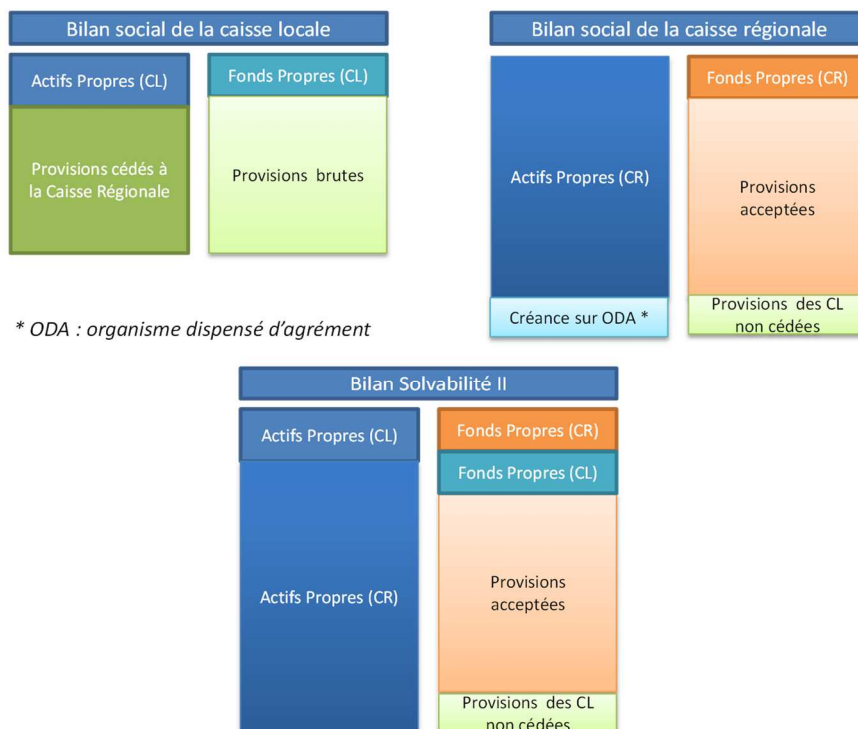 Bilan social de la caisse locale
Actifs Propres (CL)
Fonds Propres (CL)
Provisions cédés à
la Caisse Régionale
Provisions brutes
Bilan social de la caisse régionale
Actifs Propres (CR)
Fonds Propres (CR)
Provisions
acceptées
Créance sur ODA *
Provisions des CL
non cédées
* ODA : organisme dispensé d'agrément
Bilan Solvabilité II
Actifs Propres (CL)
Fonds Propres (CR)
Fonds Propres (CL)
Actifs Propres (CR)
Provisions
acceptées
Provisions des CL
non cédées